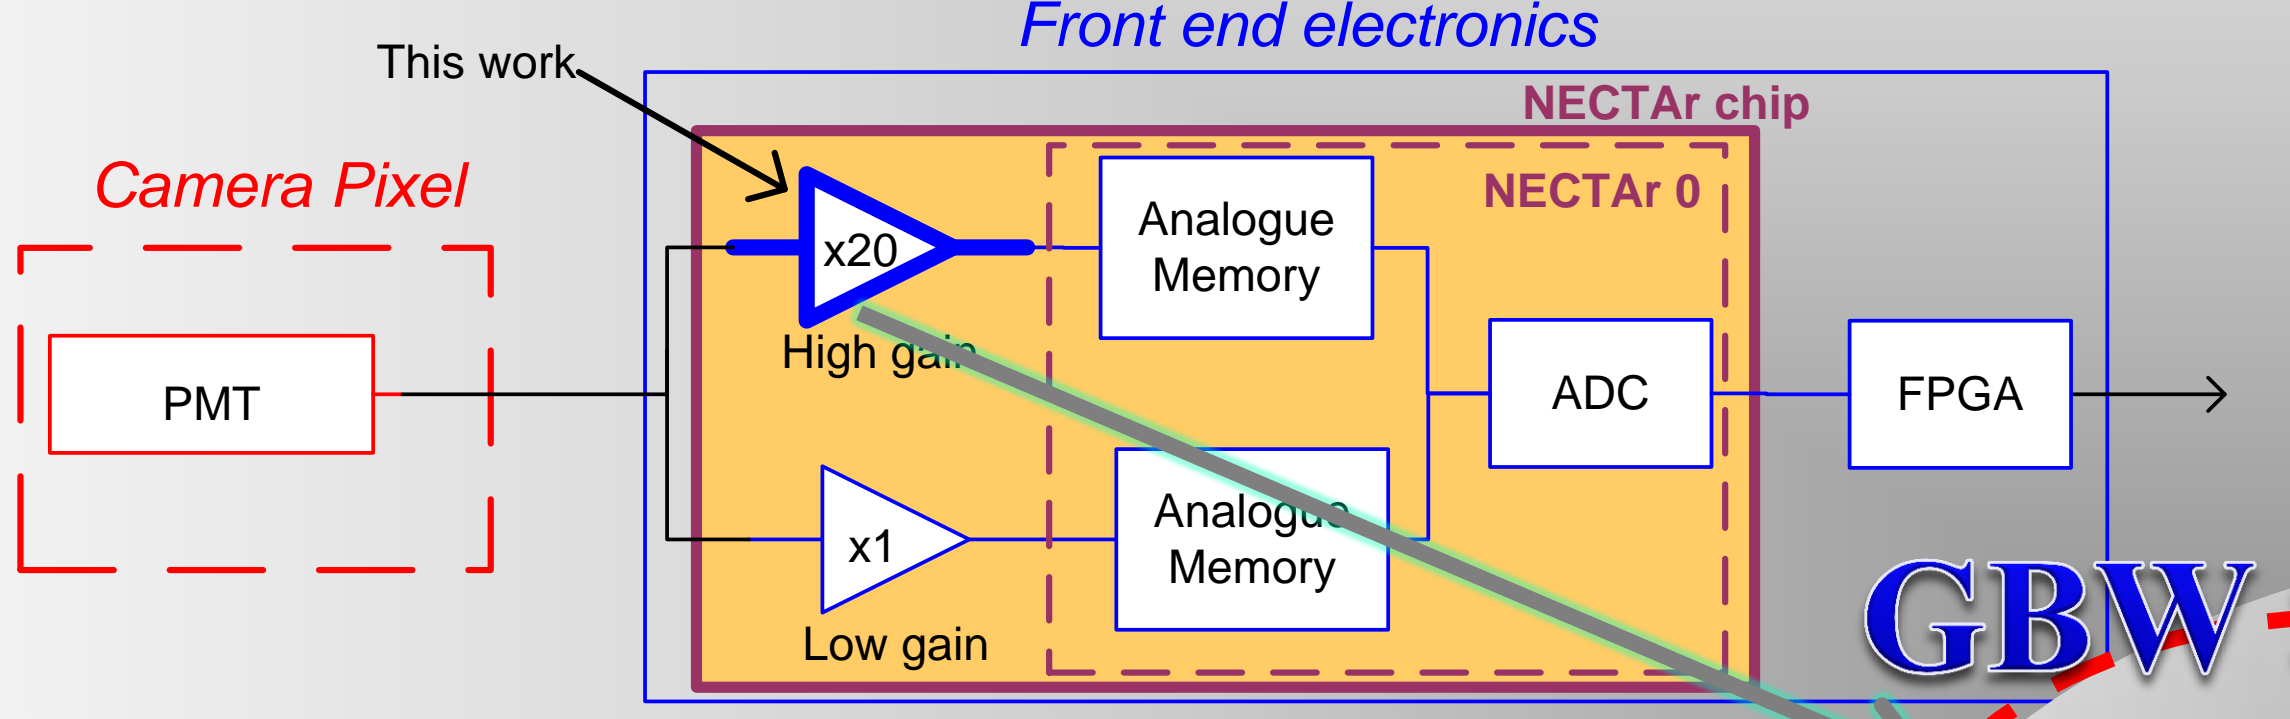 Front end electronics
This work
NECTAr chip
Camera Pixel
NECTAr 0
x20
Analogue
Memory
High gain
PMT
ADC
FPGA
x1
Analogue
Memory
Low gain
GBW